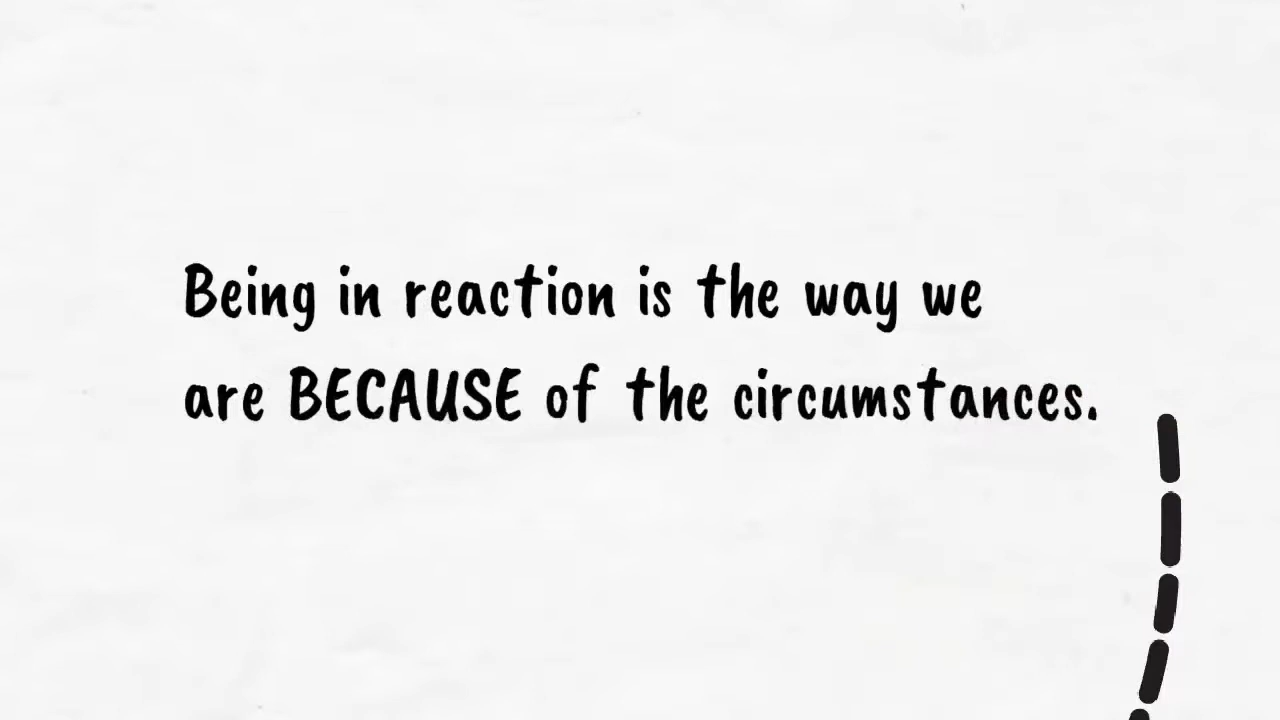 Being in reaction is the way we
are BECAUSE of the circumstances.